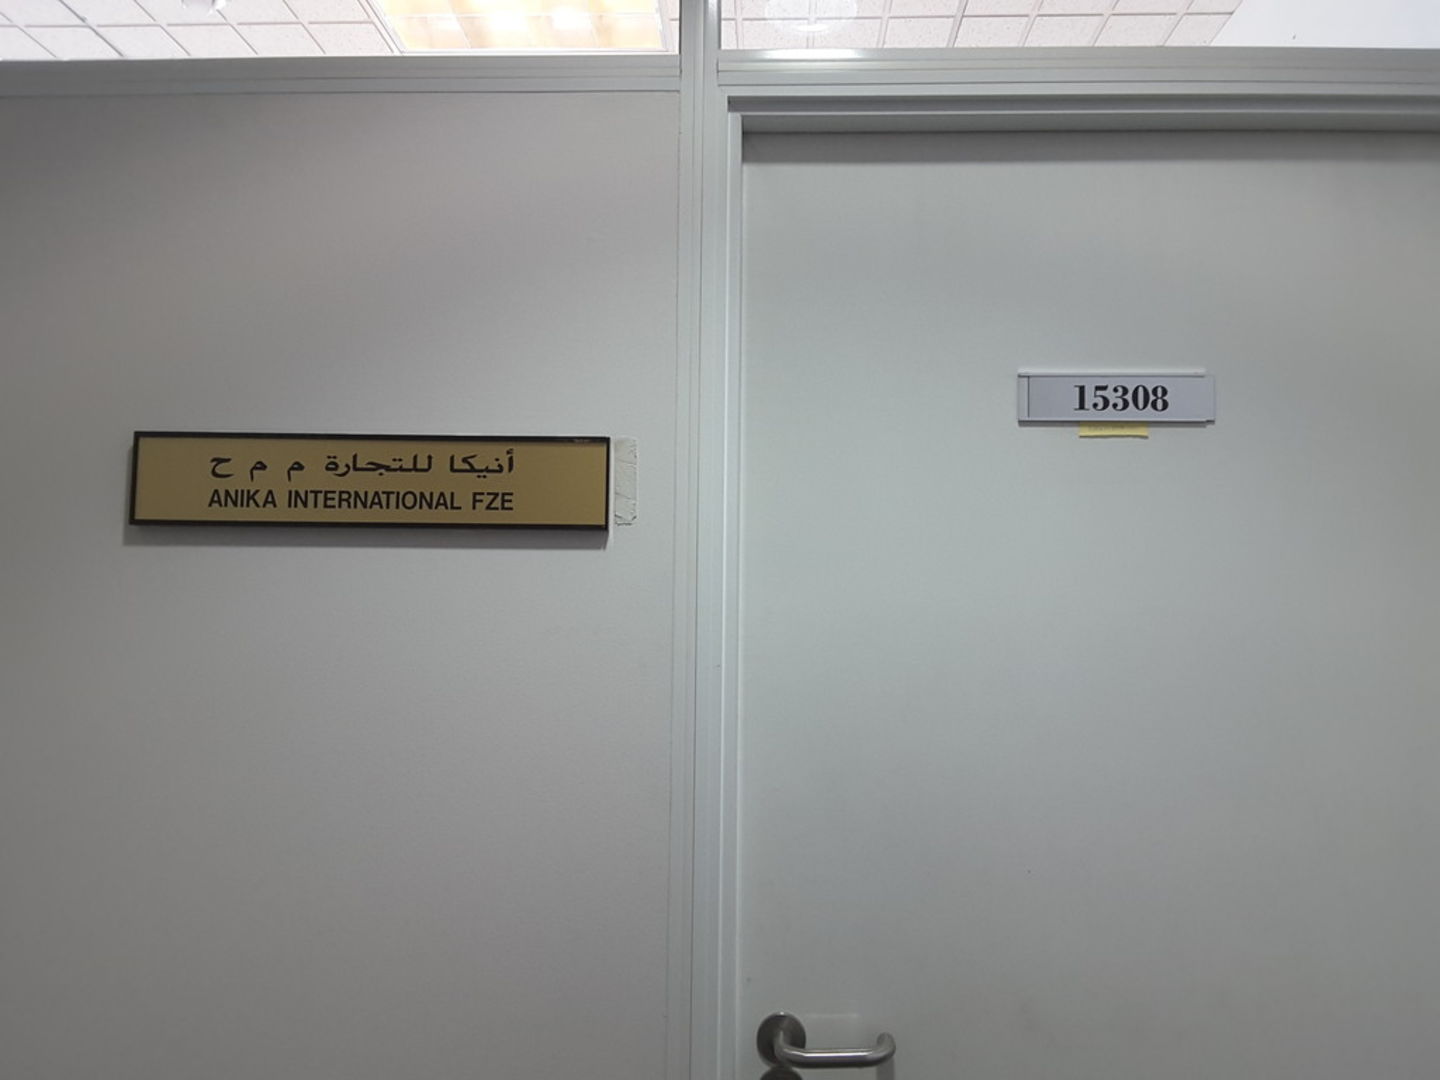 أنيكا للتجارة م م ح
ANIKA INTERNATIONAL FZE
15308